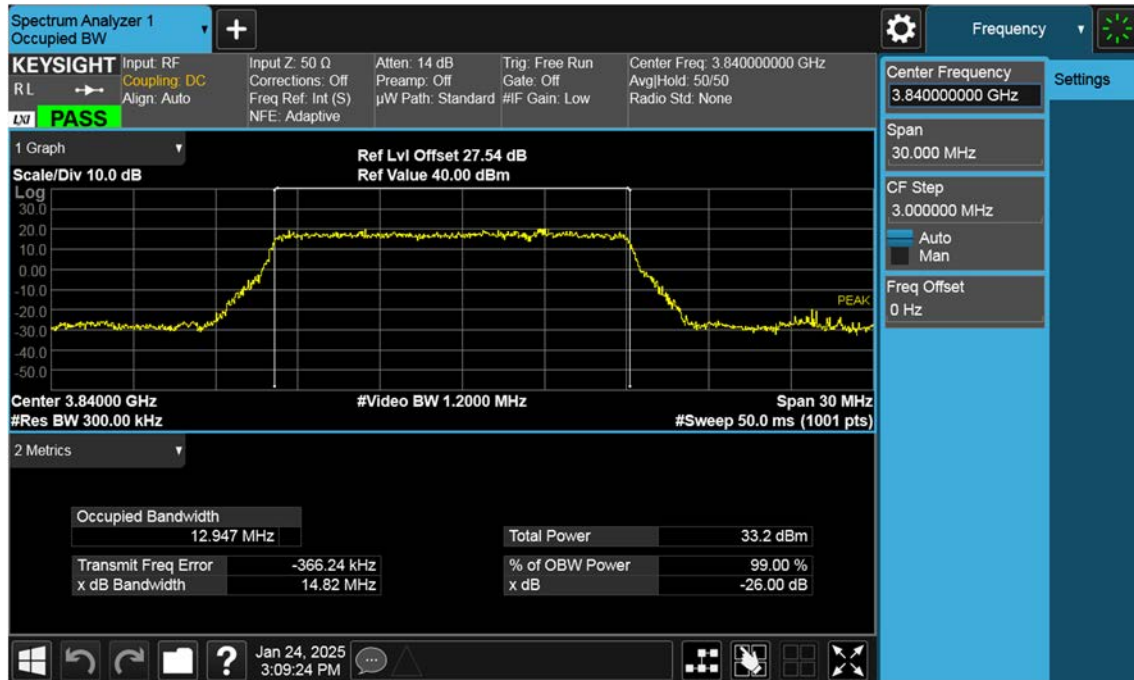 Spectrum Analyzer 1
Occupied BW
+
Frequency
KEYSIGHT
RL
LXI
PASS
Input: RF
Coupling: DC
Align: Auto
Input Z: 50 Ω
Corrections: Off
Freq Ref: Int (S)
NFE: Adaptive
Atten: 14 dB
Preamp: Off
µW Path: Standard
Trig: Free Run
Gate: Off
#IF Gain: Low
Center Freq: 3.840000000 GHz
Avg|Hold: 50/50
Radio Std: None
Center Frequency
3.840000000 GHz
Settings
Span
30.000 MHz
CF Step
3.000000 MHz
Auto
Man
Freq Offset
0 Hz
1 Graph
Scale/Div 10.0 dB
Ref Lvl Offset 27.54 dB
Ref Value 40.00 dBm
Log
30.0
20.0
10.0
0.00
-10.0
-20.0
-30.0
-40.0
-50.0
PEAK
Center 3.84000 GHz
#Res BW 300.00 kHz
#Video BW 1.2000 MHz
Span 30 MHz
#Sweep 50.0 ms (1001 pts)
2 Metrics
Occupied Bandwidth
12.947 MHz
Transmit Freq Error -366.24 kHz
x dB Bandwidth 14.82 MHz
Total Power 33.2 dBm
% of OBW Power 99.00 %
x dB -26.00 dB
?
Jan 24, 2025
3:09:24 PM